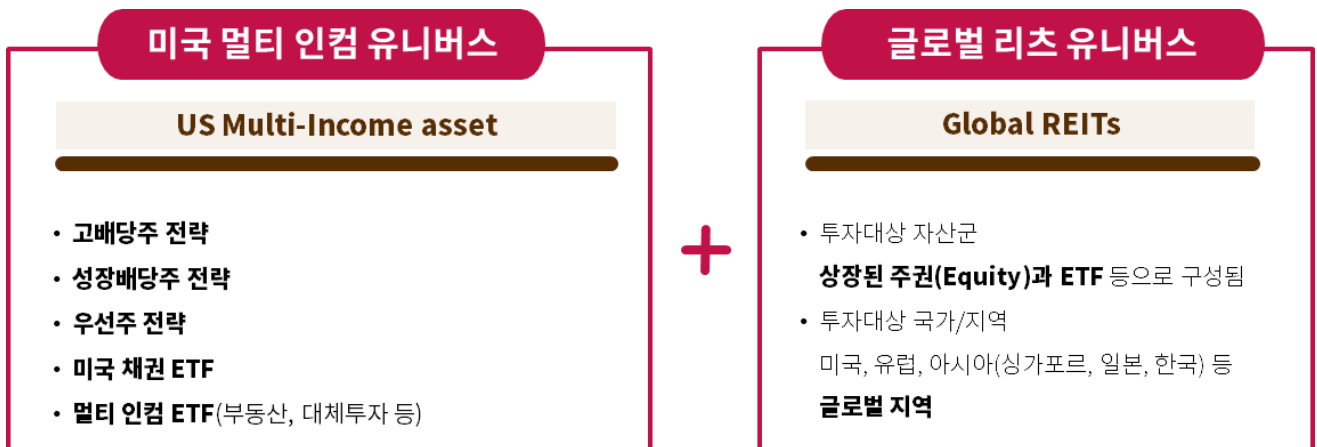 미국 멀티 인컴 유니버스
US Multi-Income asset
• 고배당주 전략
• 성장배당주 전략
• 우선주 전략
• 미국 채권 ETF
• 멀티 인컴 ETF(부동산, 대체투자 등)
+
글로벌 리츠 유니버스
Global REITs
• 투자대상 자산군
상장된 주권(Equity)과 ETF 등으로 구성됨
• 투자대상 국가/지역
미국, 유럽, 아시아(싱가포르, 일본, 한국) 등
글로벌 지역